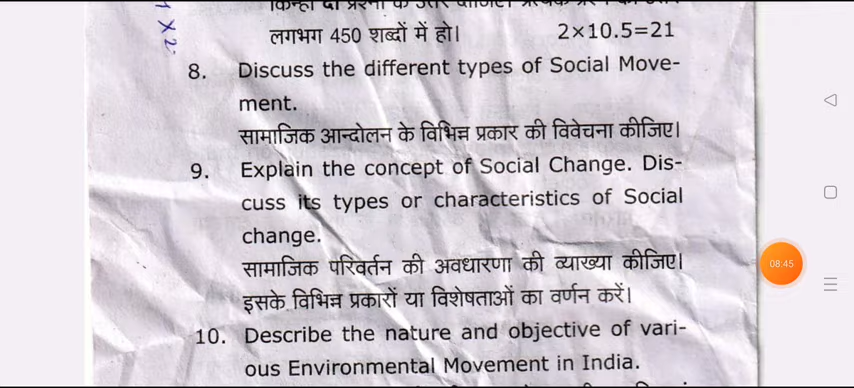 लगभग 450 शब्दों में हो। 2×10.5=21
8. Discuss the different types of Social Move-
ment.
सामाजिक आन्दोलन के विभिन्न प्रकार की विवेचना कीजिए।
9. Explain the concept of Social Change. Dis-
cuss its types or characteristics of Social
change.
सामाजिक परिवर्तन की अवधारणा की व्याख्या कीजिए।
इसके विभिन्न प्रकारों या विशेषताओं का वर्णन करें।
10. Describe the nature and objective of vari-
ous Environmental Movement in India.
08:45